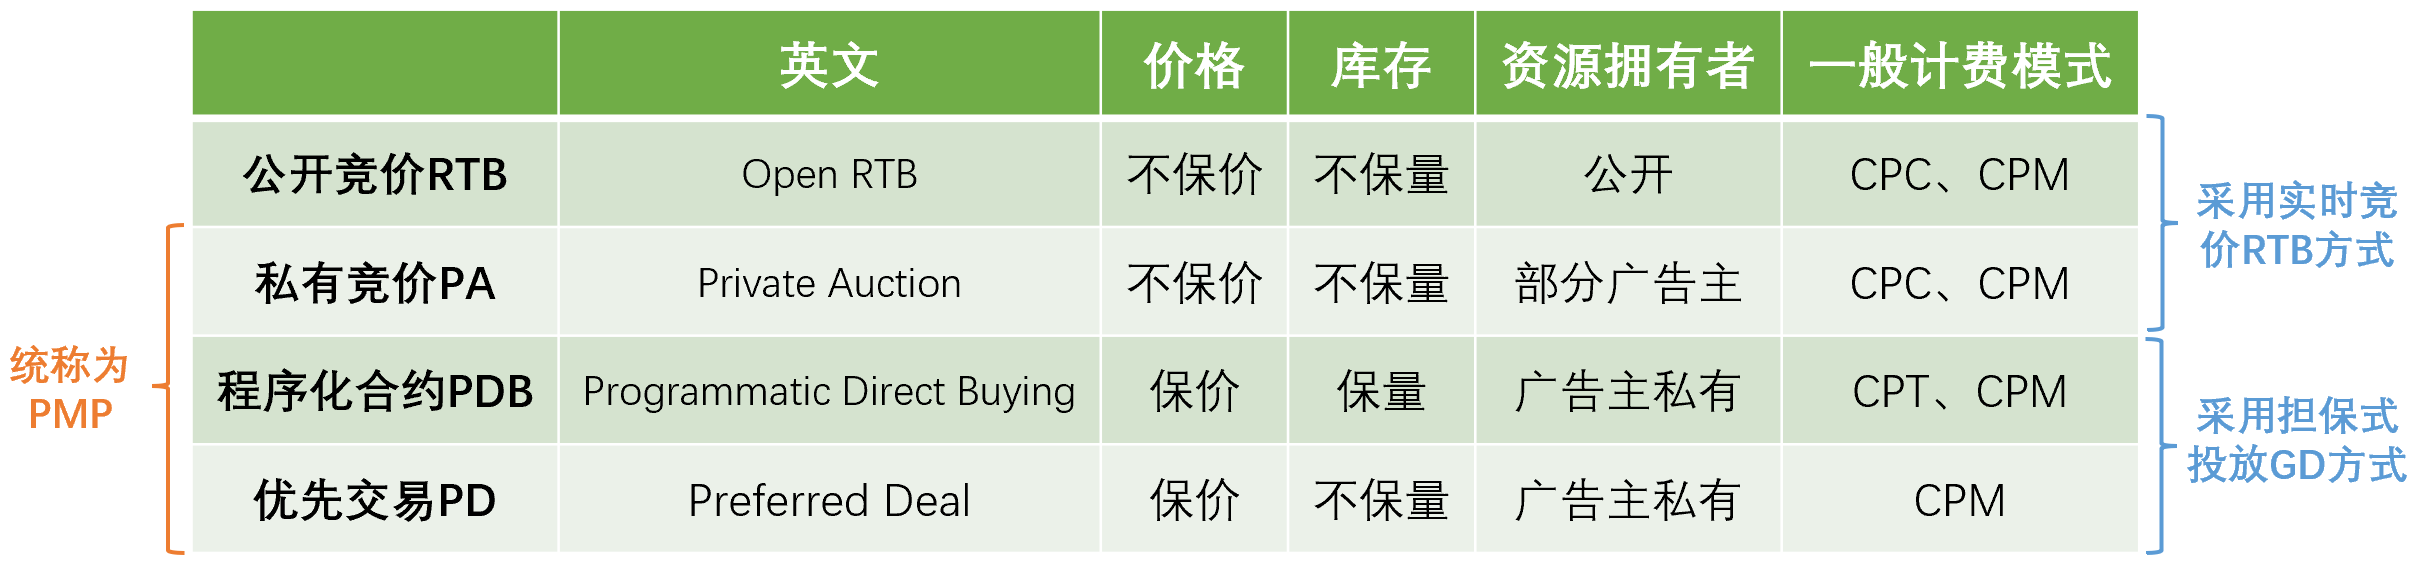 英文 价格 库存 资源拥有者 一般计费模式
公开竞价RTB Open RTB 不保价 不保量 公开 CPC、CPM
私有竞价PA Private Auction 不保价 不保量 部分广告主 CPC、CPM
程序化合约PDB Programmatic Direct Buying 保价 保量 广告主私有 CPT、CPM
优先交易PD Preferred Deal 保价 不保量 广告主私有 CPM
统称为
PMP
采用实时竞
价RTB方式
采用担保式
投放GD方式